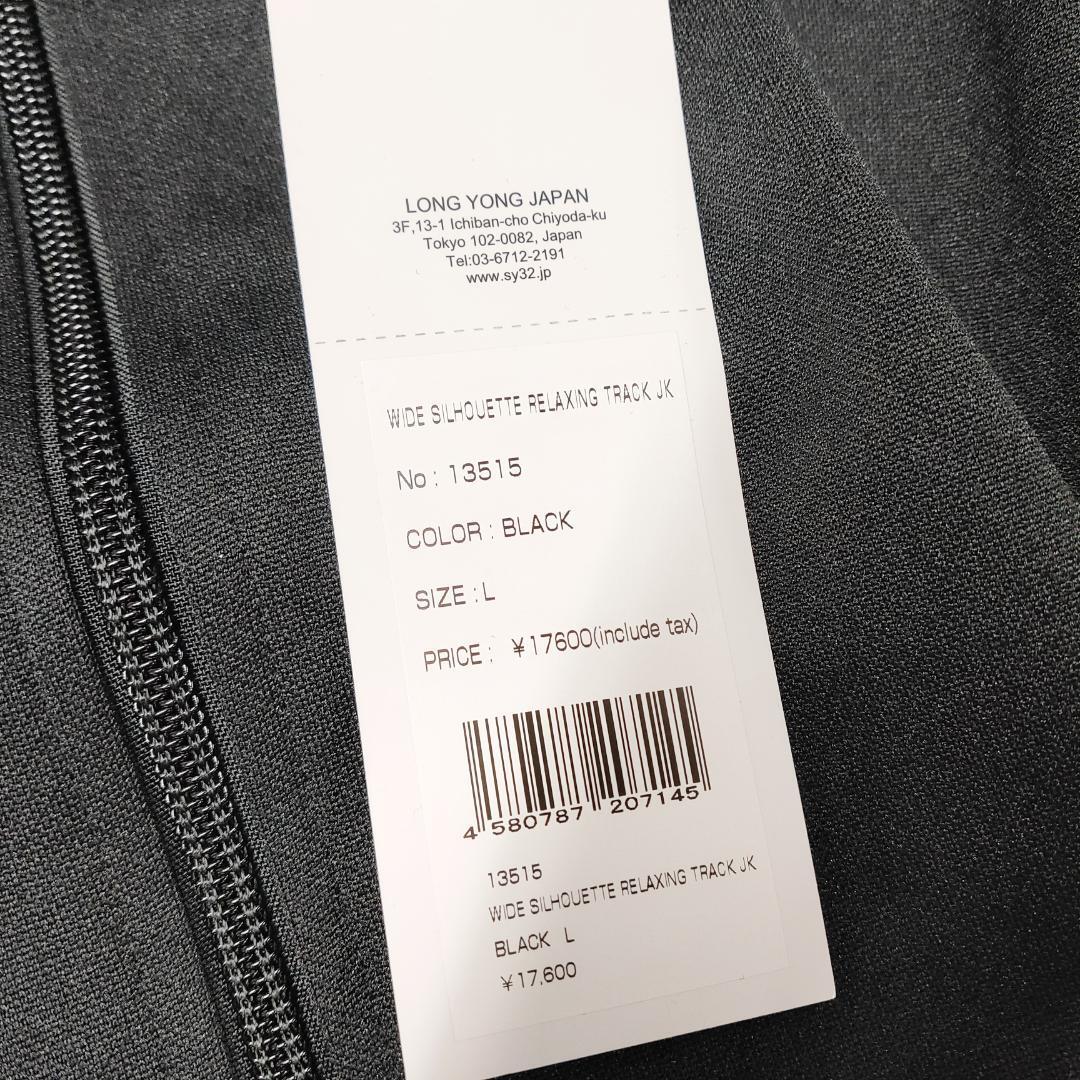 LONG YONG JAPAN
3F,13-1 Ichiban-cho Chiyoda-ku
Tokyo 102-0082, Japan
Tel:03-6712-2191
www.sy32.jp
WIDE SILHOUETTE RELAXING TRACK JK
No : 13515
COLOR : BLACK
SIZE : L
PRICE : ¥17600(include tax)
4 580787 207145
13515
WIDE SILHOUETTE RELAXING TRACK JK
BLACK L
¥17,600